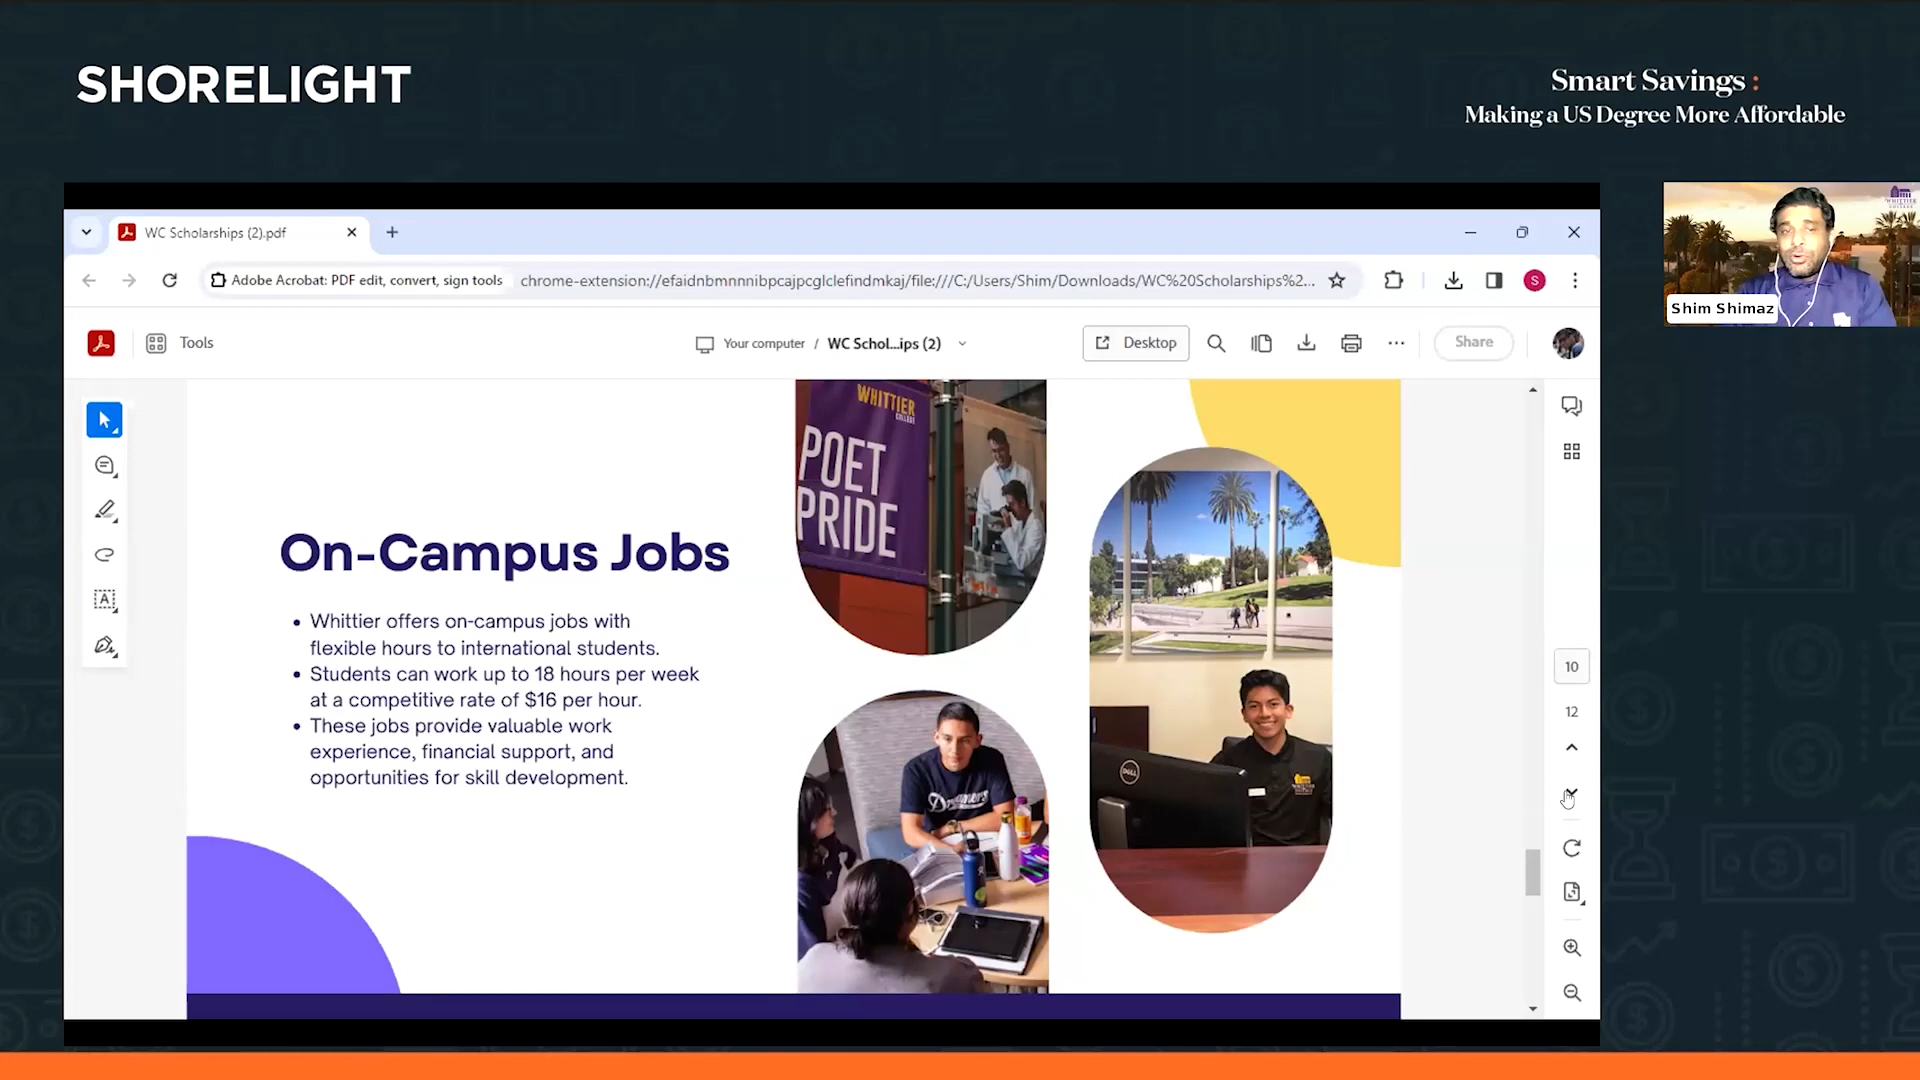 SHORELIGHT
Smart Savings :
Making a US Degree More Affordable
WC Scholarships (2).pdf
Adobe Acrobat: PDF edit, convert, sign tools
chrome-extension://efaidnbmnnnibpcajpcglclefindmkaj/file:///C:/Users/Shim/Downloads/WC%20Scholarships%2...
S
Tools
Your computer / WC Schol...ips (2)
Desktop
Share
Shim Shimaz
WHITTIER
COLLEGE
WHITTIER
COLLEGE
POET
PRIDE
On-Campus Jobs
• Whittier offers on-campus jobs with
flexible hours to international students.
• Students can work up to 18 hours per week
at a competitive rate of $16 per hour.
• These jobs provide valuable work
experience, financial support, and
opportunities for skill development.
DELL
10
12